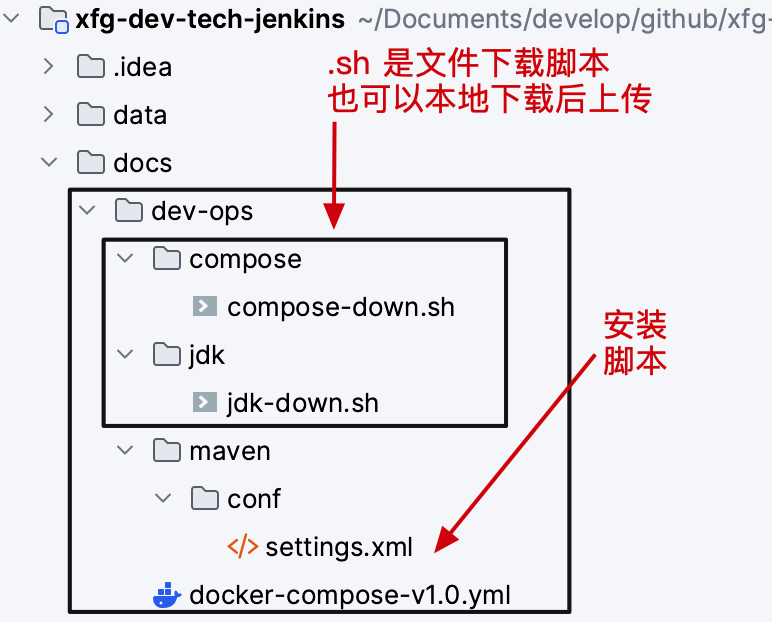 xfg-dev-tech-jenkins ~/Documents/develop/github/xfg-
.idea
.sh 是文件下载脚本
也可以本地下载后上传
data
docs
dev-ops
compose
compose-down.sh
安装
脚本
jdk
jdk-down.sh
maven
conf
settings.xml
docker-compose-v1.0.yml